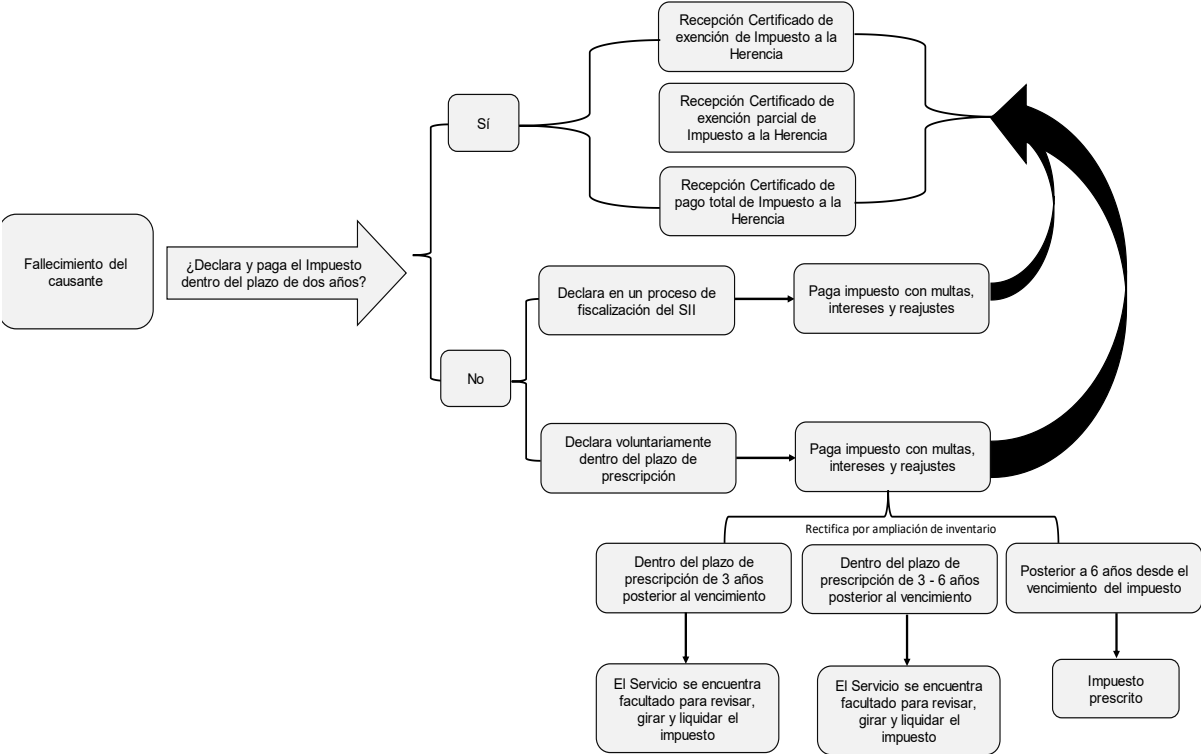 Fallecimiento del
causante
¿Declara y paga el Impuesto
dentro del plazo de dos años?
Sí
Recepción Certificado de
exención de Impuesto a la
Herencia
Recepción Certificado de
exención parcial de
Impuesto a la Herencia
Recepción Certificado de
pago total de Impuesto a la
Herencia
No
Declara en un proceso de
fiscalización del SII
Paga impuesto con multas,
intereses y reajustes
Declara voluntariamente
dentro del plazo de
prescripción
Paga impuesto con multas,
intereses y reajustes
Rectifica por ampliación de inventario
Dentro del plazo de
prescripción de 3 años
posterior al vencimiento
Dentro del plazo de
prescripción de 3 - 6 años
posterior al vencimiento
Posterior a 6 años desde el
vencimiento del impuesto
El Servicio se encuentra
facultado para revisar,
girar y liquidar el
impuesto
El Servicio se encuentra
facultado para revisar,
girar y liquidar el
impuesto
Impuesto
prescrito